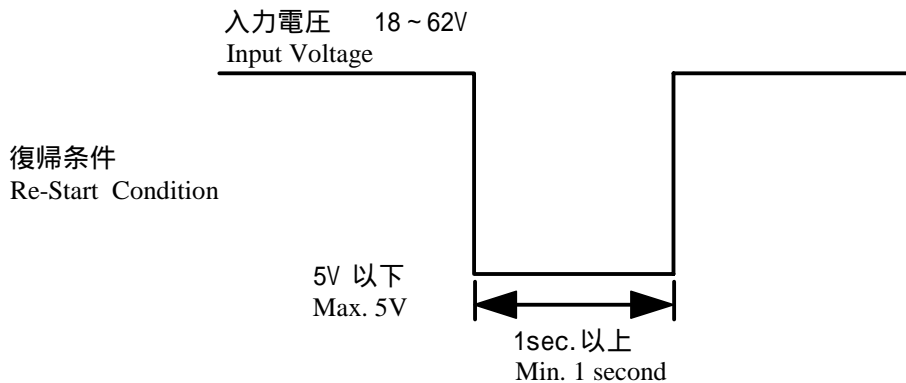 入力電圧 18~62V
Input Voltage
復帰条件
Re-Start Condition
5V 以下
Max. 5V
1sec.以上
Min. 1 second